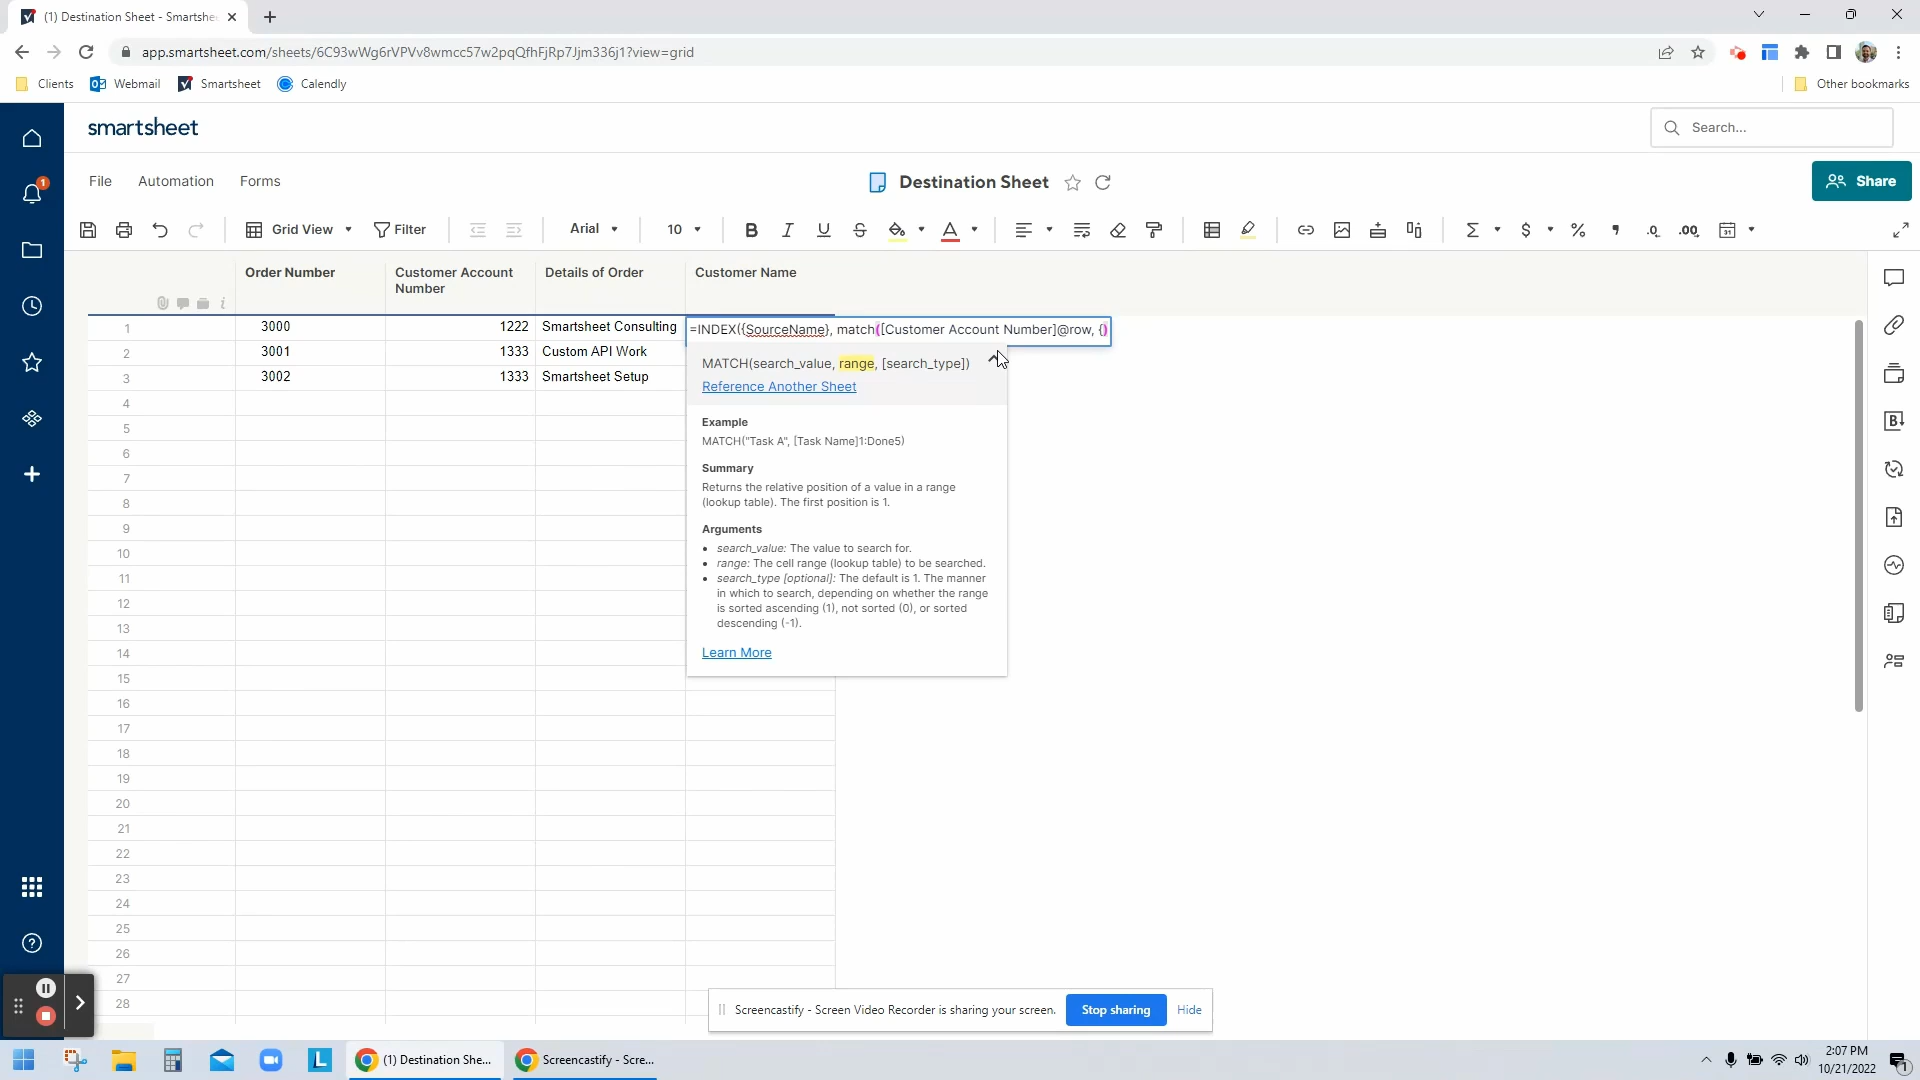 (1) Destination Sheet - Smartshe
app.smartsheet.com/sheets/6C93wWg6rVPVv8wmcc57w2pqQfhFjRp7Jjm336j1?view=grid
Clients
Webmail
Smartsheet
Calendly
Other bookmarks
smartsheet
Search...
1
File
Automation
Forms
Destination Sheet
Share
Grid View
Filter
Arial
10
B
I
U
S
A
Σ
$
%
,
.0
.00
31
Order Number
Customer Account
Number
Details of Order
Customer Name
i
1
3000
1222
Smartsheet Consulting
=INDEX({SourceName}, match([Customer Account Number]@row, {)
2
3001
1333
Custom API Work
3
3002
1333
Smartsheet Setup
MATCH(search_value, range, [search_type])
Reference Another Sheet
Example
MATCH("Task A", [Task Name]1:Done5)
Summary
Returns the relative position of a value in a range
(lookup table). The first position is 1.
Arguments
• search_value: The value to search for.
• range: The cell range (lookup table) to be searched.
• search_type [optional]: The default is 1. The manner
in which to search, depending on whether the range
is sorted ascending (1), not sorted (0), or sorted
descending (-1).
Learn More
4
5
6
7
8
9
10
11
12
13
14
15
16
17
18
19
20
21
22
23
24
25
26
27
28
Screencastify - Screen Video Recorder is sharing your screen.
Stop sharing
Hide
L
(1) Destination She...
Screencastify - Scre...
2:07 PM
10/21/2022
1